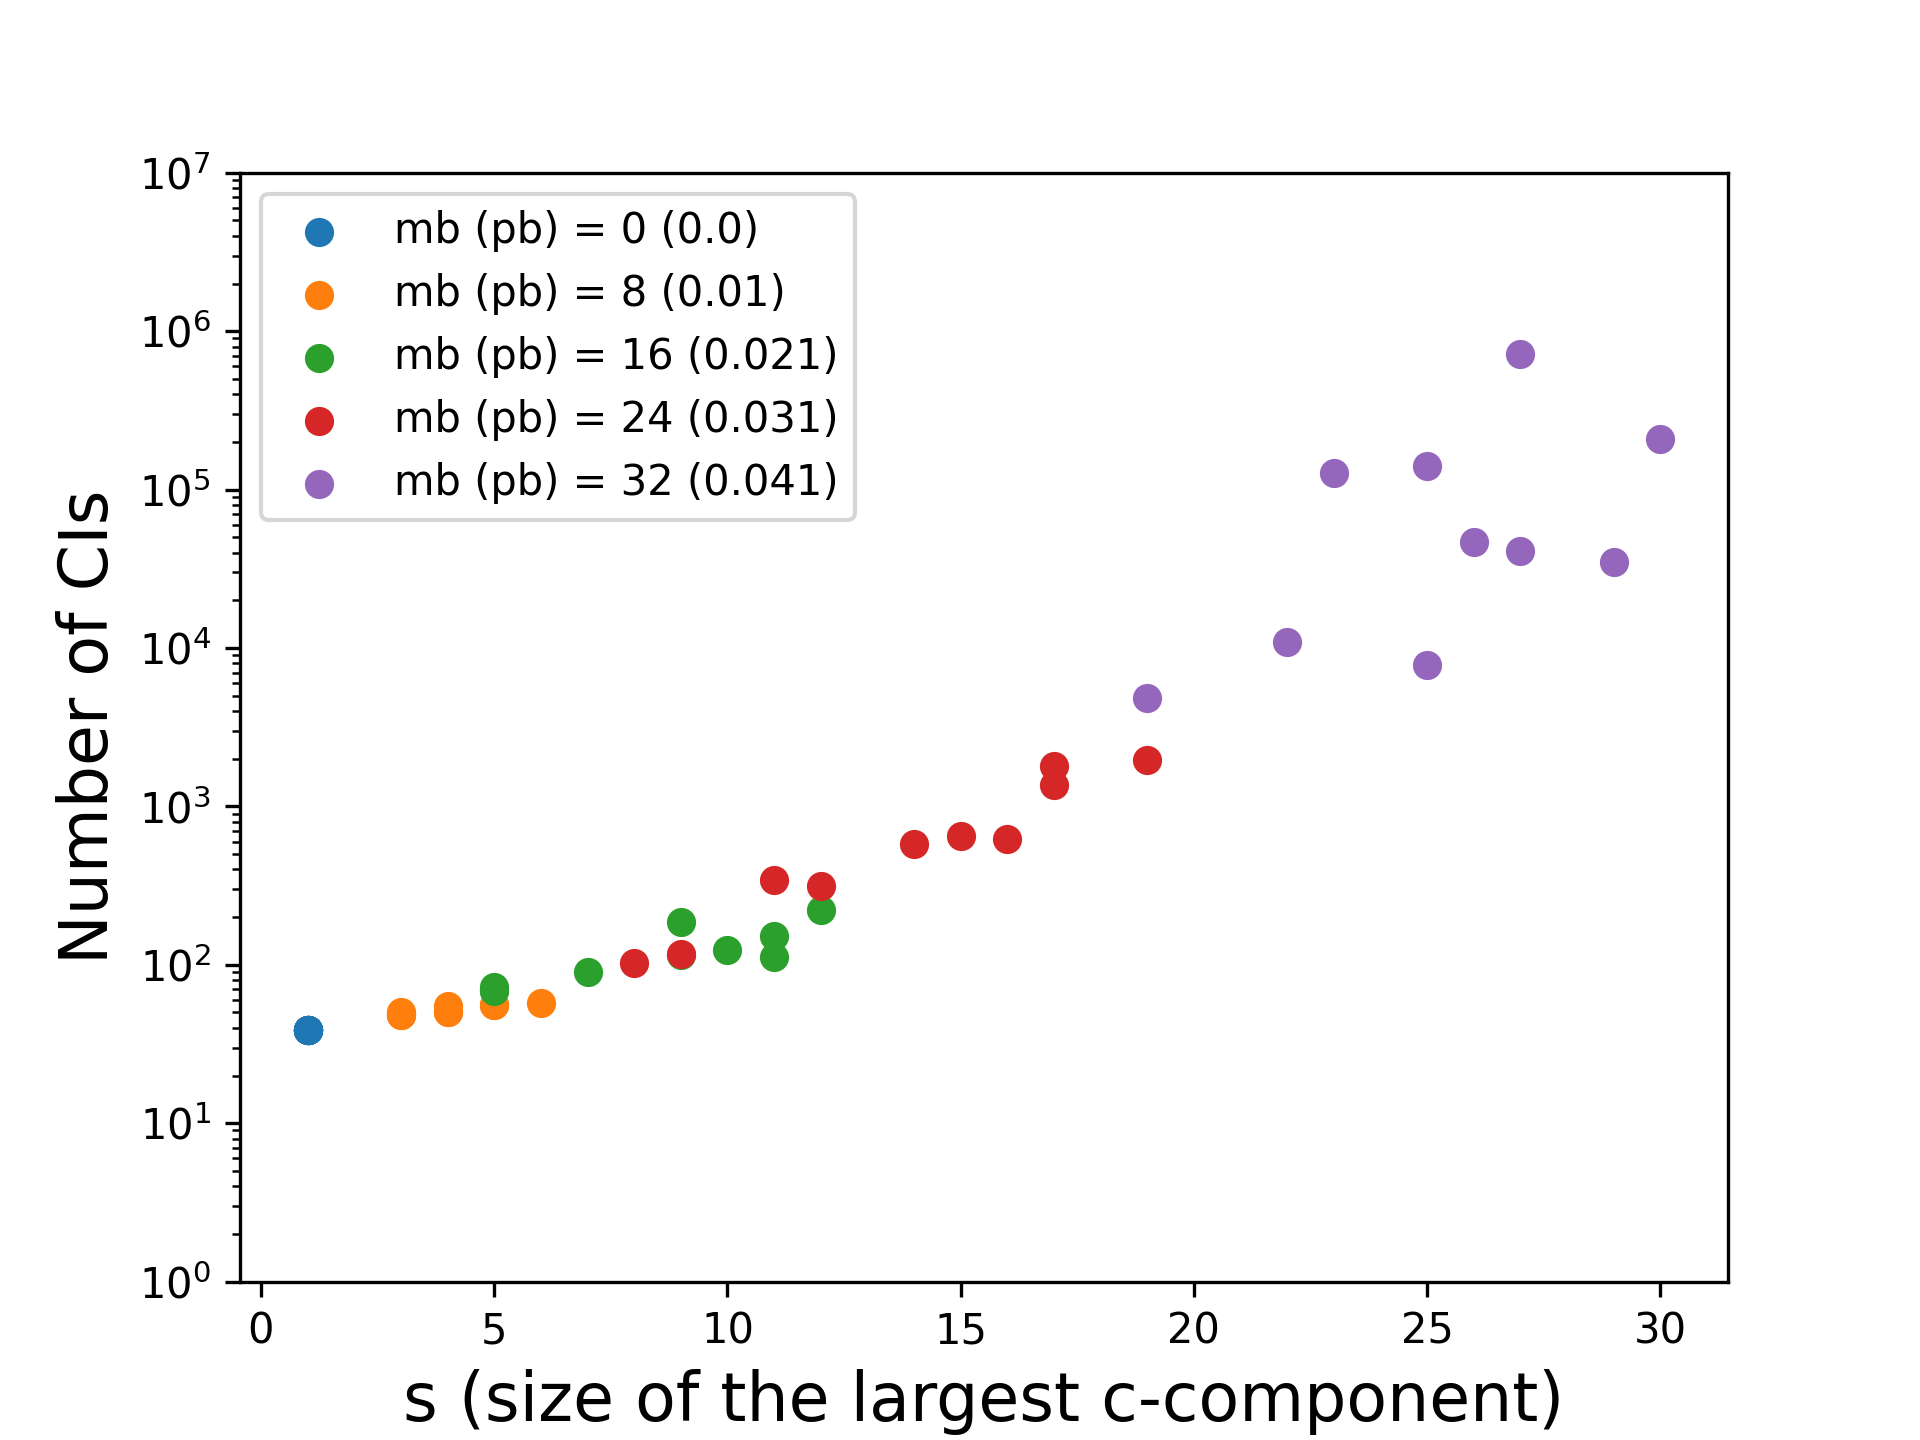 10^7
10^6
10^5
10^4
10^3
10^2
10^1
10^0
Number of CIs
mb (pb) = 0 (0.0)
mb (pb) = 8 (0.01)
mb (pb) = 16 (0.021)
mb (pb) = 24 (0.031)
mb (pb) = 32 (0.041)
0 5 10 15 20 25 30
s (size of the largest c-component)